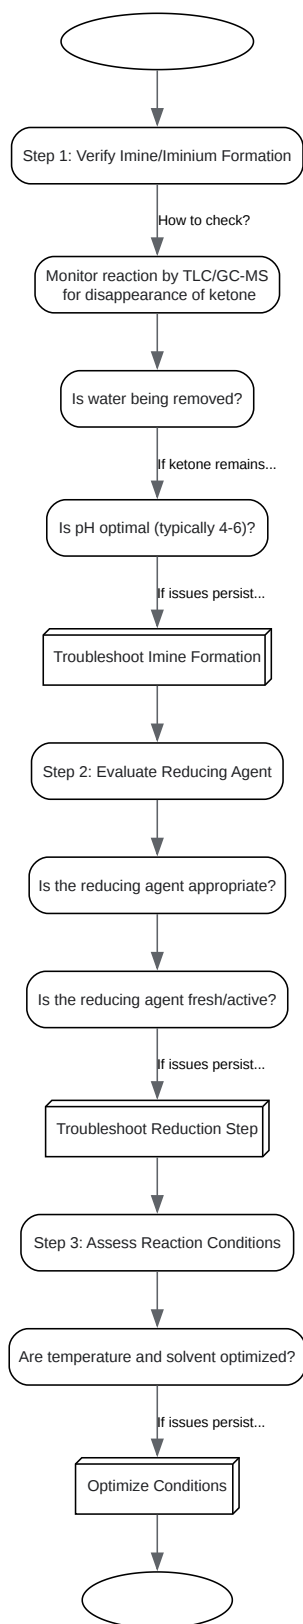 Step 1: Verify Imine/Iminium Formation
How to check?
Monitor reaction by TLC/GC-MS
for disappearance of ketone
Is water being removed?
If ketone remains...
Is pH optimal (typically 4-6)?
If issues persist...
Troubleshoot Imine Formation
Step 2: Evaluate Reducing Agent
Is the reducing agent appropriate?
Is the reducing agent fresh/active?
If issues persist...
Troubleshoot Reduction Step
Step 3: Assess Reaction Conditions
Are temperature and solvent optimized?
If issues persist...
Optimize Conditions